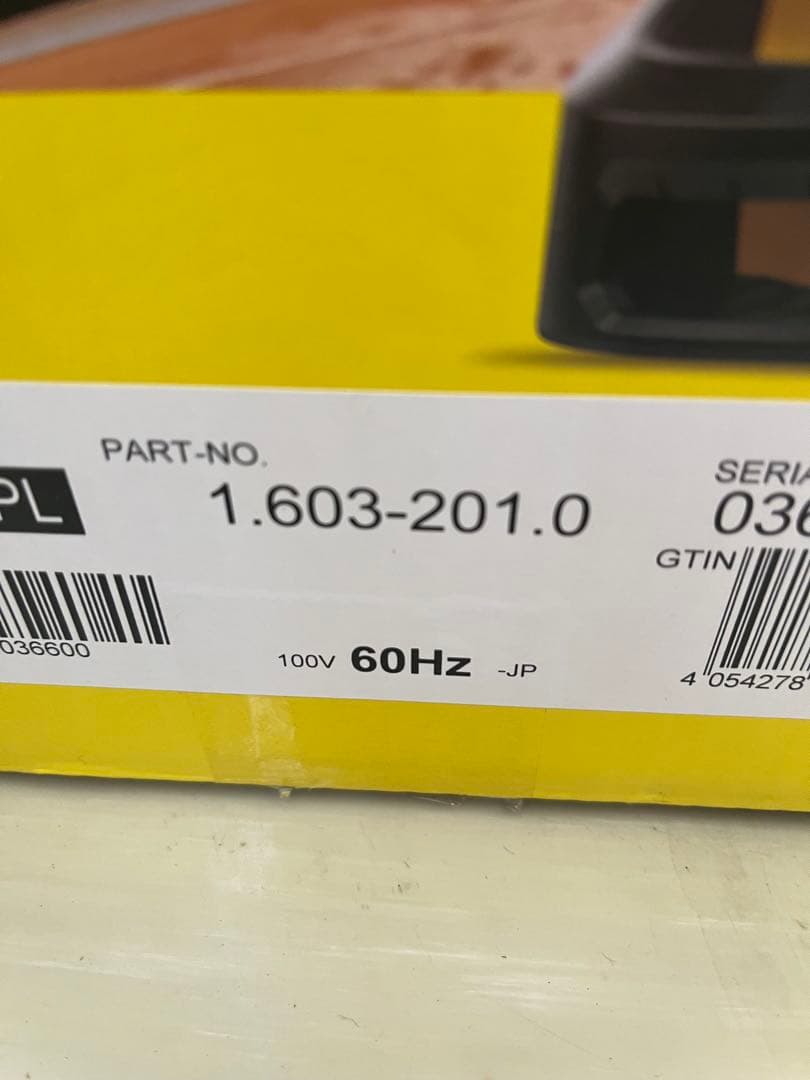 PART-NO.
PL
1.603-201.0
SERIA
036
GTIN
036600
100V 60Hz -JP
4 054278